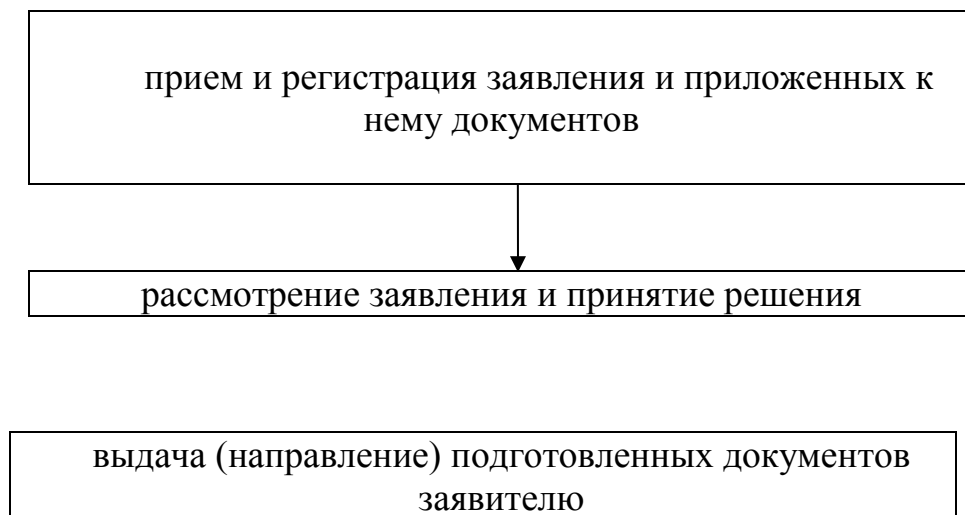 прием и регистрация заявления и приложенных к
нему документов
рассмотрение заявления и принятие решения
выдача (направление) подготовленных документов
заявителю